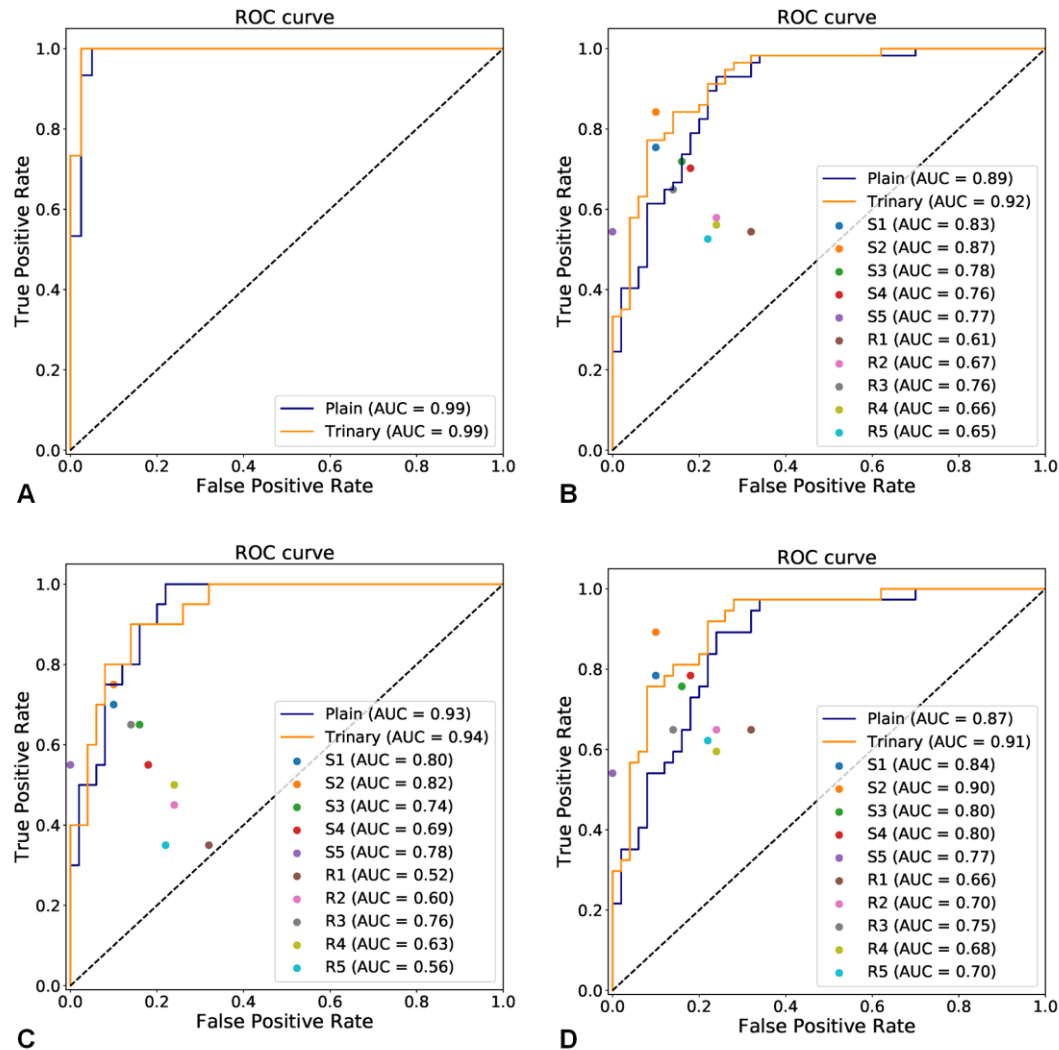 ROC curve
1.0
0.8
0.6
0.4
0.2
0.0
True Positive Rate
Plain (AUC = 0.99)
Trinary (AUC = 0.99)
0.0 0.2 0.4 0.6 0.8 1.0
False Positive Rate
A
ROC curve
1.0
0.8
0.6
0.4
0.2
0.0
True Positive Rate
Plain (AUC = 0.89)
Trinary (AUC = 0.92)
S1 (AUC = 0.83)
S2 (AUC = 0.87)
S3 (AUC = 0.78)
S4 (AUC = 0.76)
S5 (AUC = 0.77)
R1 (AUC = 0.61)
R2 (AUC = 0.67)
R3 (AUC = 0.76)
R4 (AUC = 0.66)
R5 (AUC = 0.65)
0.0 0.2 0.4 0.6 0.8 1.0
False Positive Rate
B
ROC curve
1.0
0.8
0.6
0.4
0.2
0.0
True Positive Rate
Plain (AUC = 0.93)
Trinary (AUC = 0.94)
S1 (AUC = 0.80)
S2 (AUC = 0.82)
S3 (AUC = 0.74)
S4 (AUC = 0.69)
S5 (AUC = 0.78)
R1 (AUC = 0.52)
R2 (AUC = 0.60)
R3 (AUC = 0.76)
R4 (AUC = 0.63)
R5 (AUC = 0.56)
0.0 0.2 0.4 0.6 0.8 1.0
False Positive Rate
C
ROC curve
1.0
0.8
0.6
0.4
0.2
0.0
True Positive Rate
Plain (AUC = 0.87)
Trinary (AUC = 0.91)
S1 (AUC = 0.84)
S2 (AUC = 0.90)
S3 (AUC = 0.80)
S4 (AUC = 0.80)
S5 (AUC = 0.77)
R1 (AUC = 0.66)
R2 (AUC = 0.70)
R3 (AUC = 0.75)
R4 (AUC = 0.68)
R5 (AUC = 0.70)
0.0 0.2 0.4 0.6 0.8 1.0
False Positive Rate
D